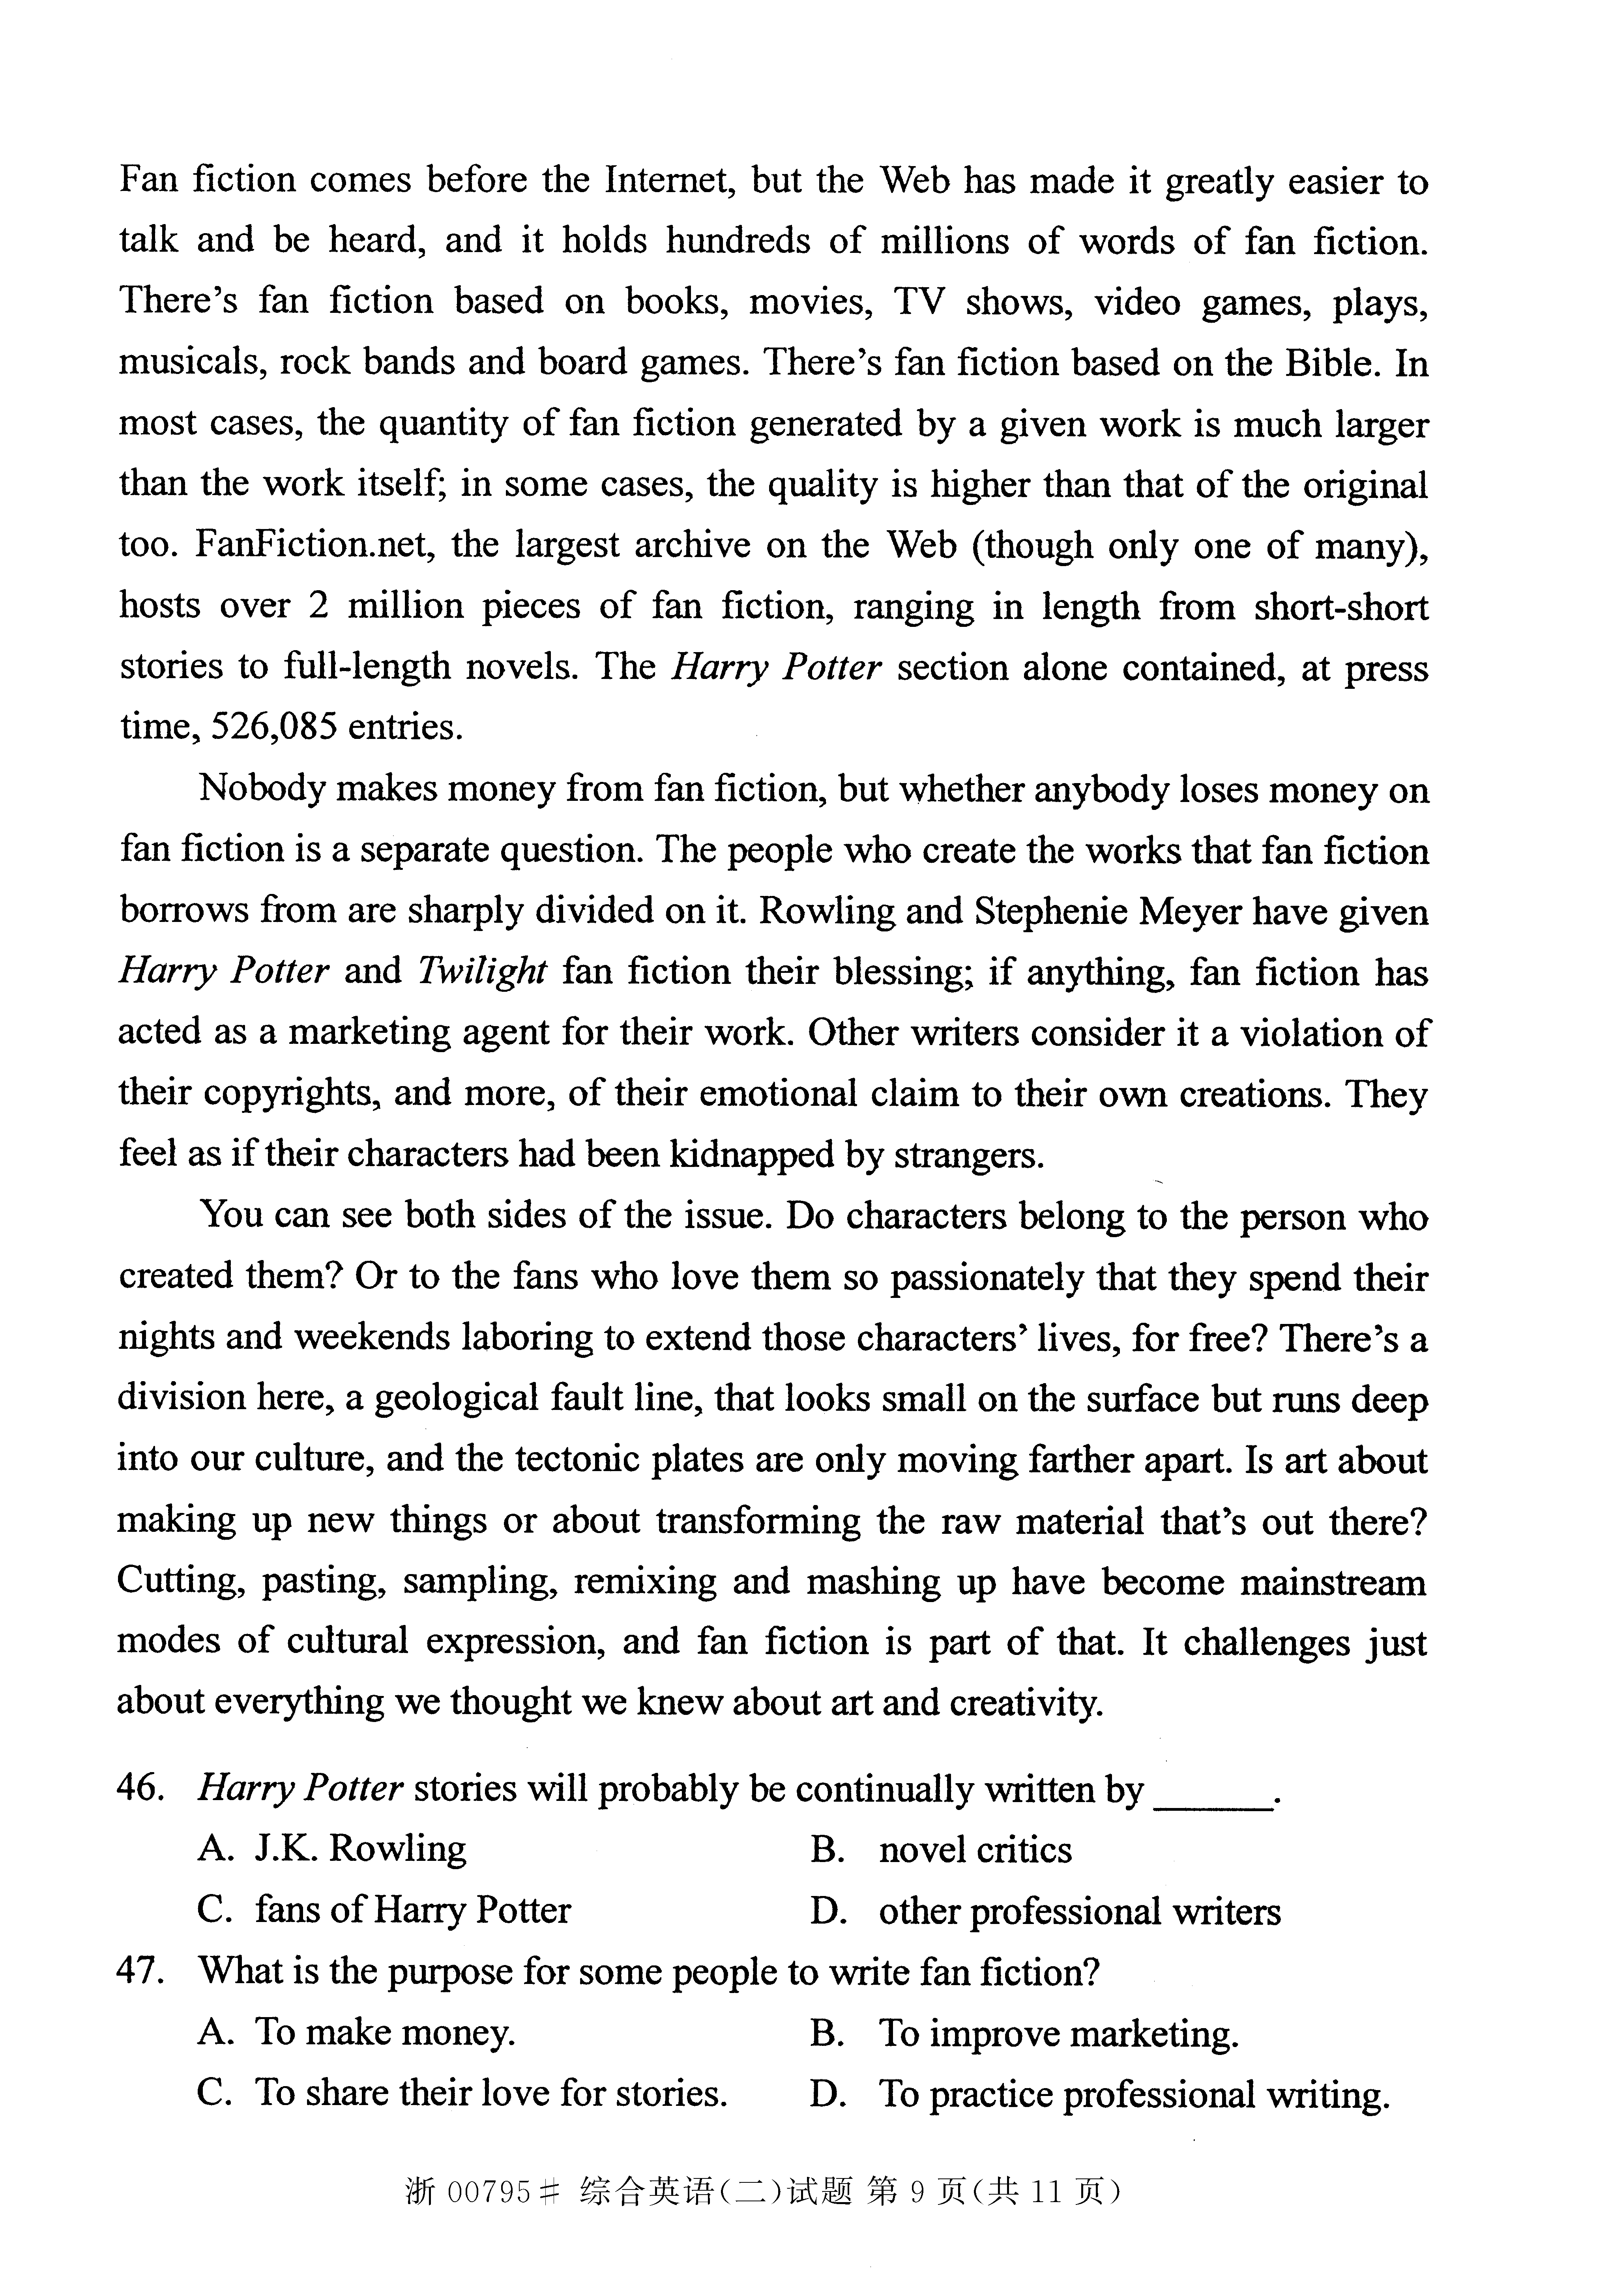 Fan fiction comes before the Internet, but the Web has made it greatly easier to
talk and be heard, and it holds hundreds of millions of words of fan fiction.
There's fan fiction based on books, movies, TV shows, video games, plays,
musicals, rock bands and board games. There's fan fiction based on the Bible. In
most cases, the quantity of fan fiction generated by a given work is much larger
than the work itself; in some cases, the quality is higher than that of the original
too. FanFiction.net, the largest archive on the Web (though only one of many),
hosts over 2 million pieces of fan fiction, ranging in length from short-short
stories to full-length novels. The Harry Potter section alone contained, at press
time, 526,085 entries.
Nobody makes money from fan fiction, but whether anybody loses money on
fan fiction is a separate question. The people who create the works that fan fiction
borrows from are sharply divided on it. Rowling and Stephenie Meyer have given
Harry Potter and Twilight fan fiction their blessing; if anything, fan fiction has
acted as a marketing agent for their work. Other writers consider it a violation of
their copyrights, and more, of their emotional claim to their own creations. They
feel as if their characters had been kidnapped by strangers.
You can see both sides of the issue. Do characters belong to the person who
created them? Or to the fans who love them so passionately that they spend their
nights and weekends laboring to extend those characters' lives, for free? There's a
division here, a geological fault line, that looks small on the surface but runs deep
into our culture, and the tectonic plates are only moving farther apart. Is art about
making up new things or about transforming the raw material that's out there?
Cutting, pasting, sampling, remixing and mashing up have become mainstream
modes of cultural expression, and fan fiction is part of that. It challenges just
about everything we thought we knew about art and creativity.
46. Harry Potter stories will probably be continually written by ______.
A. J.K. Rowling B. novel critics
C. fans of Harry Potter D. other professional writers
47. What is the purpose for some people to write fan fiction?
A. To make money. B. To improve marketing.
C. To share their love for stories. D. To practice professional writing.
浙 00795# 综合英语(二)试题 第 9 页(共 11 页)